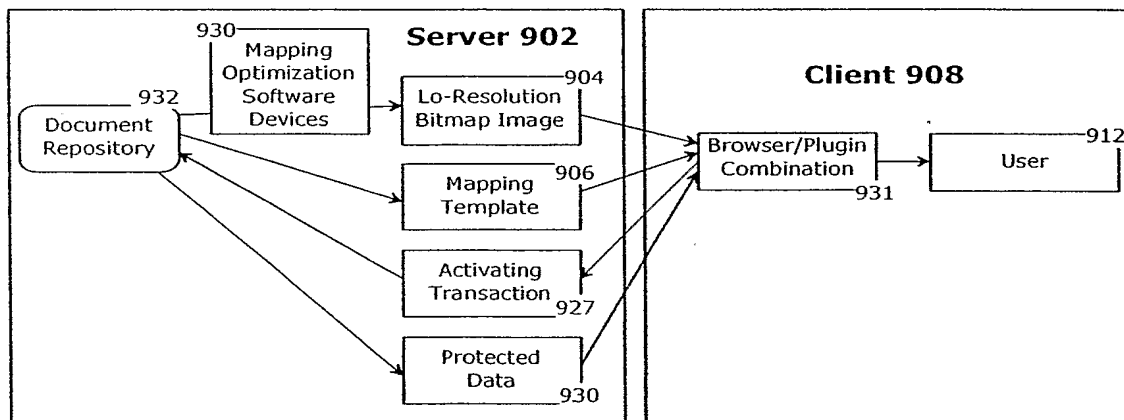 Server 902
930
Mapping
Optimization
Software
Devices
932
Document
Repository
904
Lo-Resolution
Bitmap Image
906
Mapping
Template
Activating
Transaction
927
Protected
Data
930
Client 908
Browser/Plugin
Combination
931
912
User